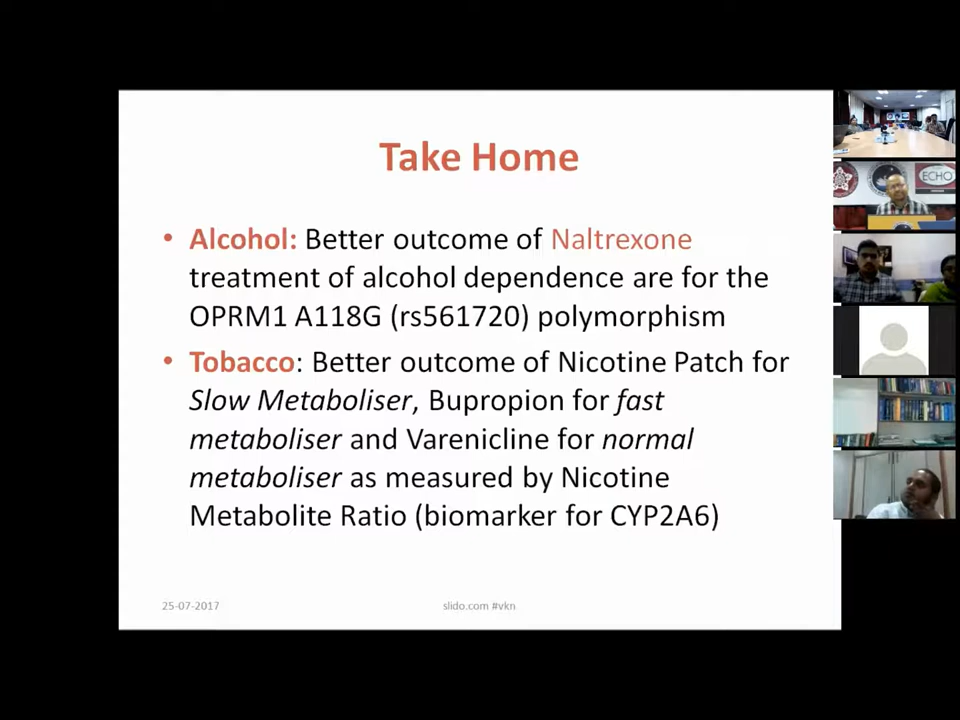 Take Home
• Alcohol: Better outcome of Naltrexone
treatment of alcohol dependence are for the
OPRM1 A118G (rs561720) polymorphism
• Tobacco: Better outcome of Nicotine Patch for
Slow Metaboliser, Bupropion for fast
metaboliser and Varenicline for normal
metaboliser as measured by Nicotine
Metabolite Ratio (biomarker for CYP2A6)
25-07-2017
slido.com #vkn
ECHO